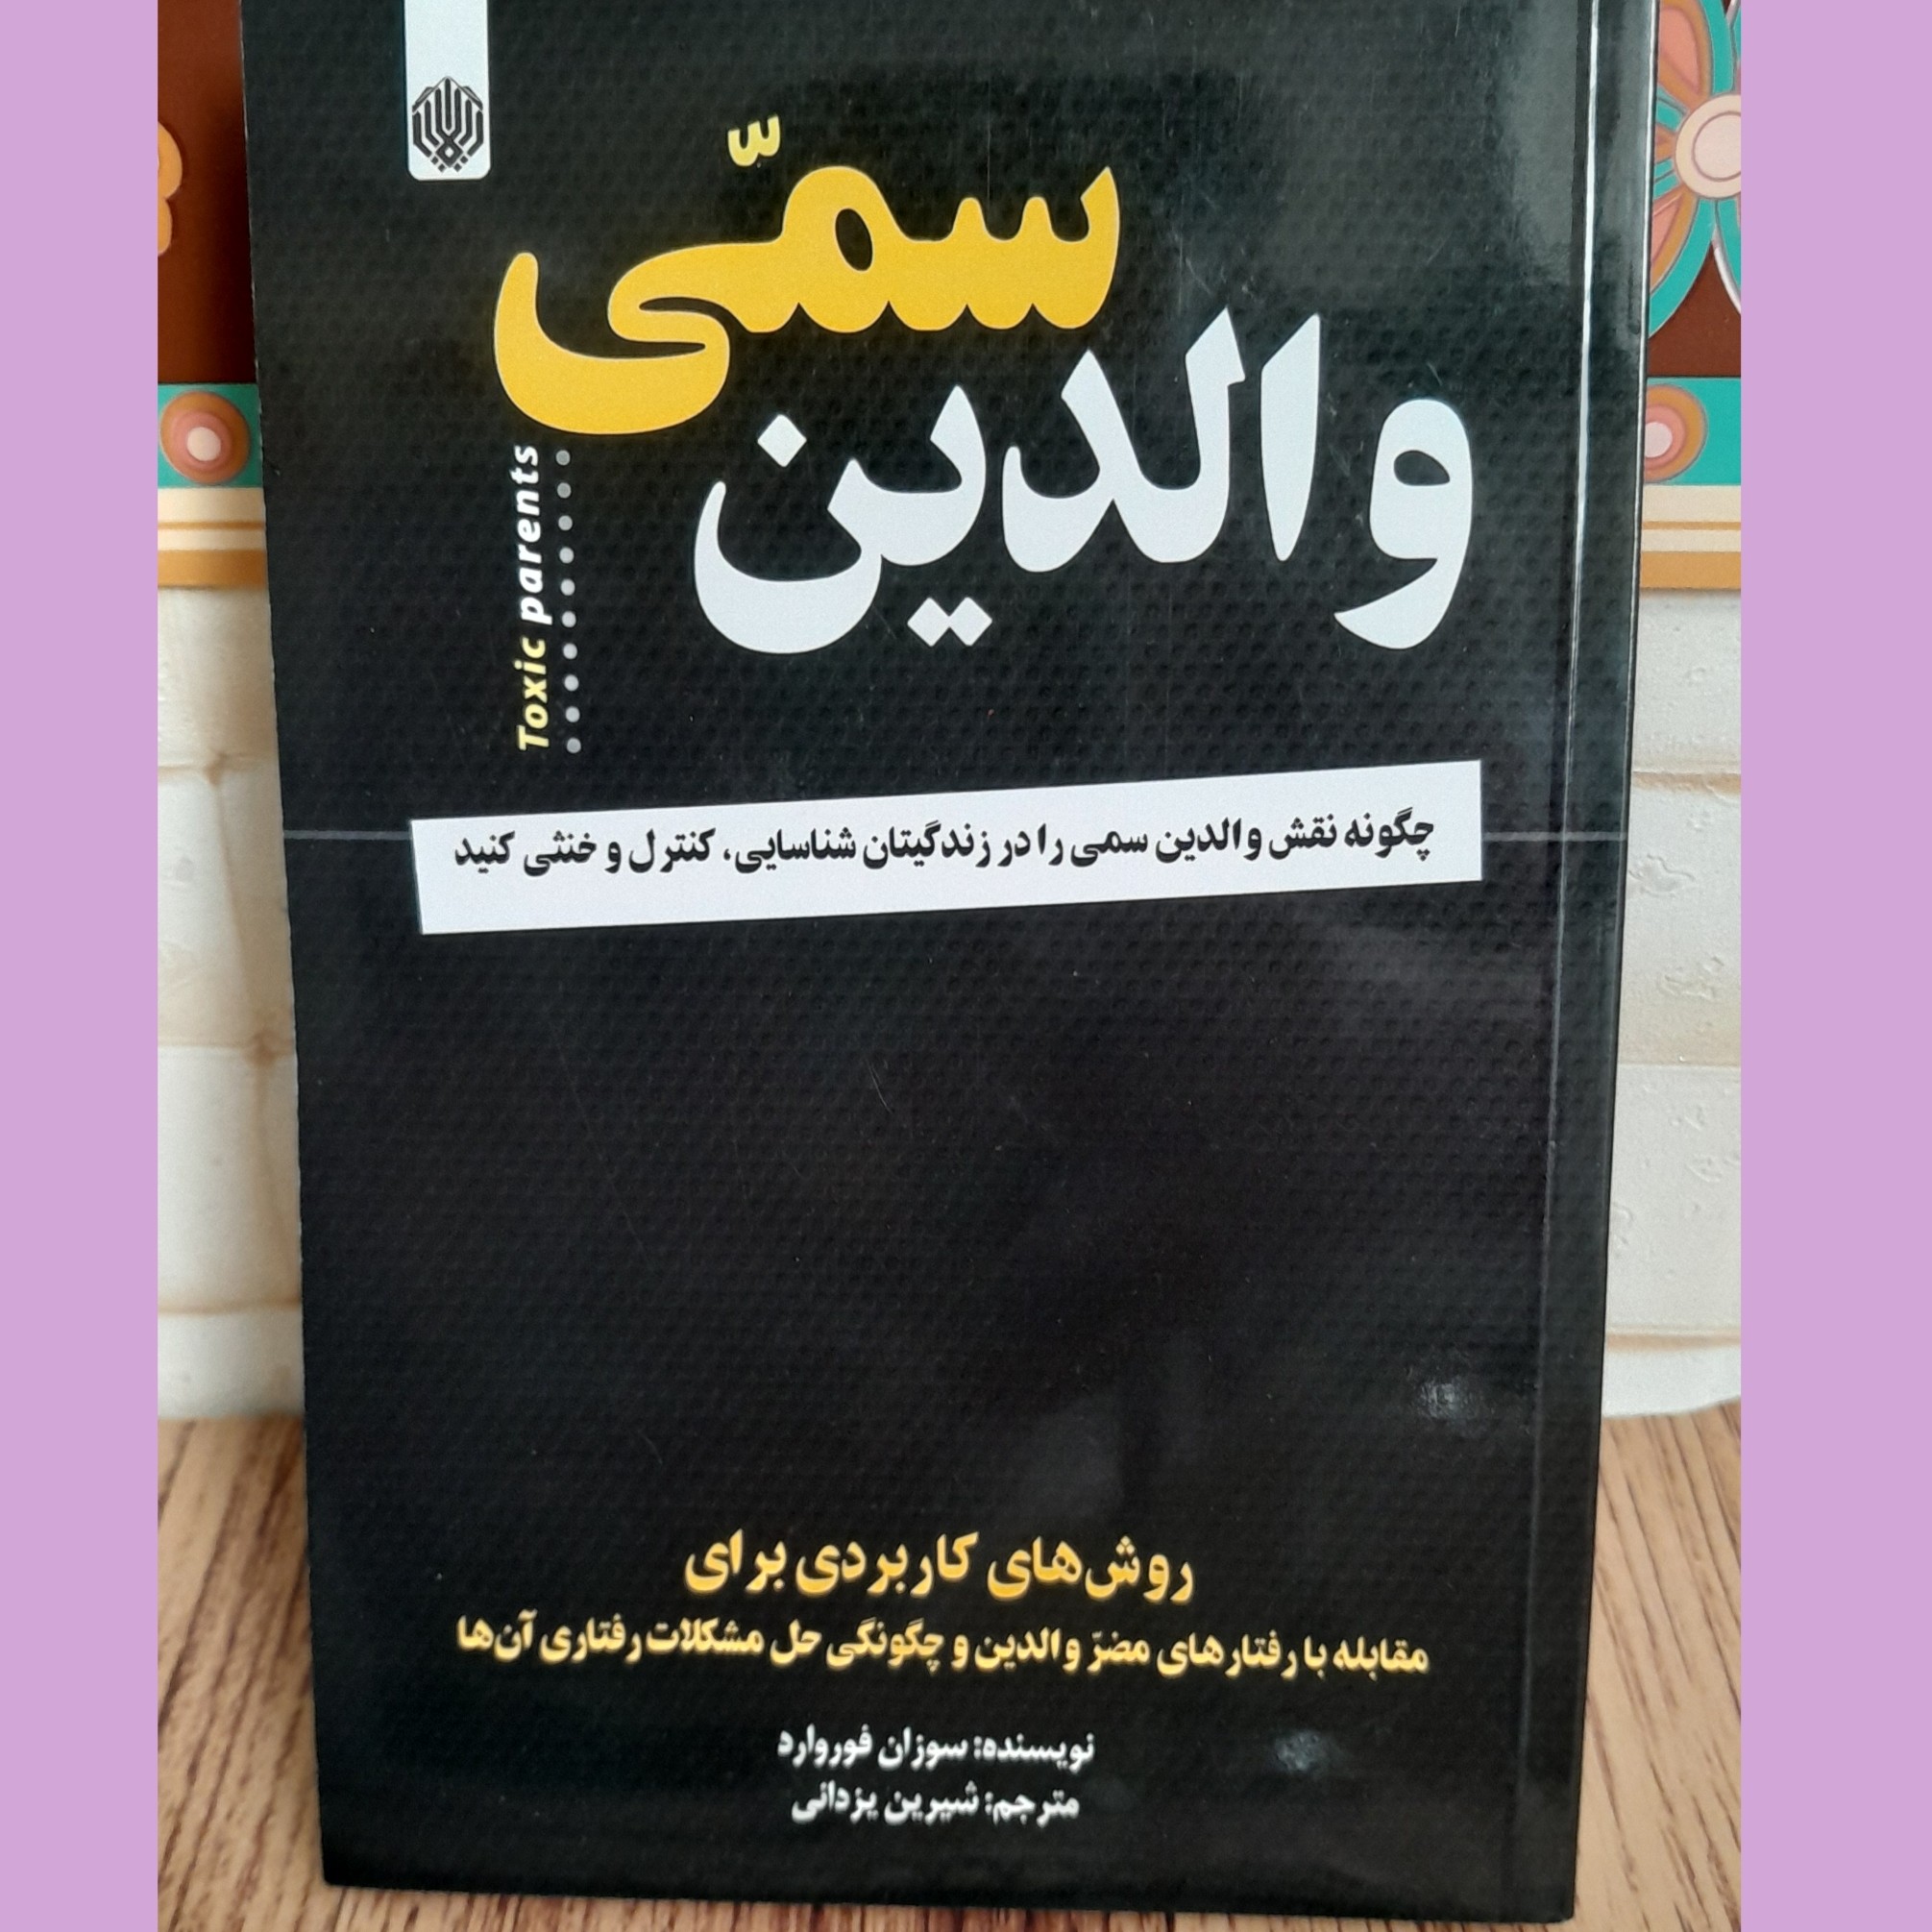 والدین
سمّی
Toxic parents
چگونه نقش والدین سمی را در زندگیتان شناسایی، کنترل و خنثی کنید
روش‌های کاربردی برای
مقابله با رفتارهای مضرّ والدین و چگونگی حل مشکلات رفتاری آن‌ها
نویسنده: سوزان فوروارد
مترجم: شیرین یزدانی